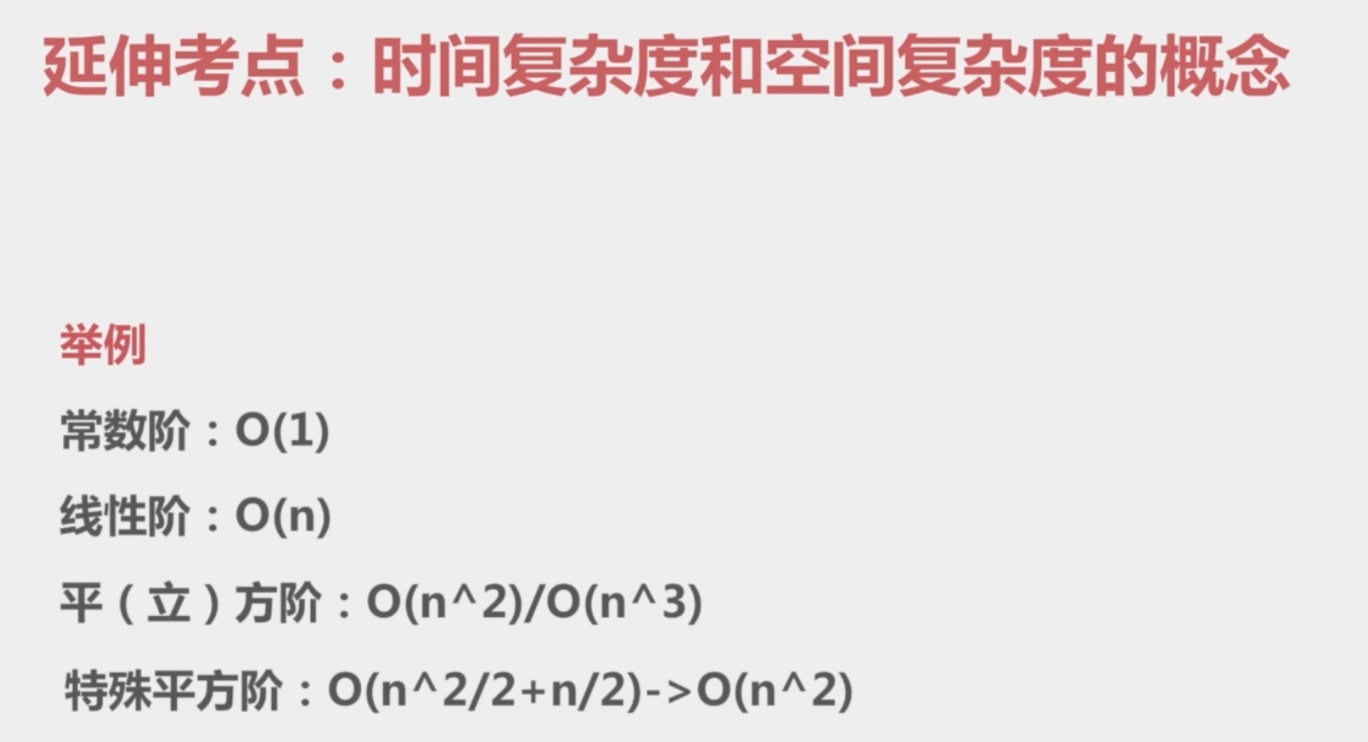 延伸考点：时间复杂度和空间复杂度的概念
举例
常数阶：O(1)
线性阶：O(n)
平（立）方阶：O(n^2)/O(n^3)
特殊平方阶：O(n^2/2+n/2)->O(n^2)